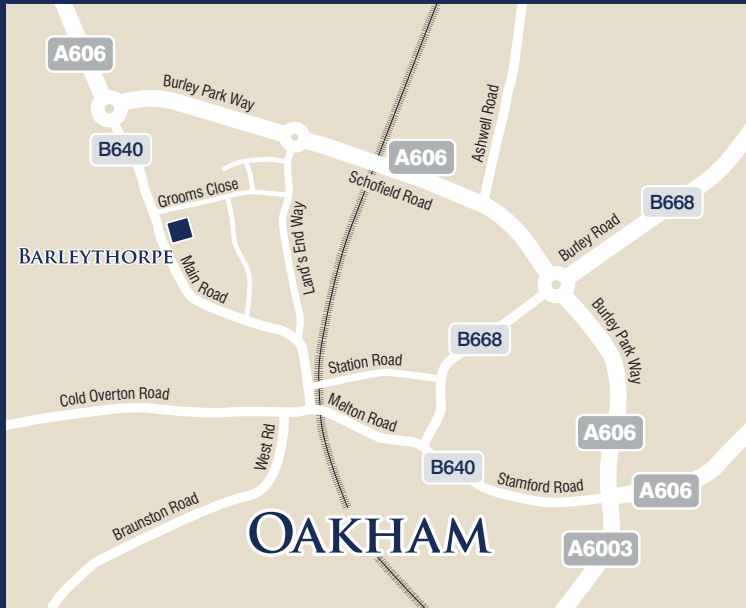 A606
Burley Park Way
B640
A606
Ashwell Road
Schofield Road
Grooms Close
B668
Land's End Way
Burley Road
BARLEYTHORPE
Main Road
Burley Park Way
B668
Station Road
Cold Overton Road
Melton Road
West Rd
A606
B640
Stamford Road
A606
Braunston Road
OAKHAM
A6003